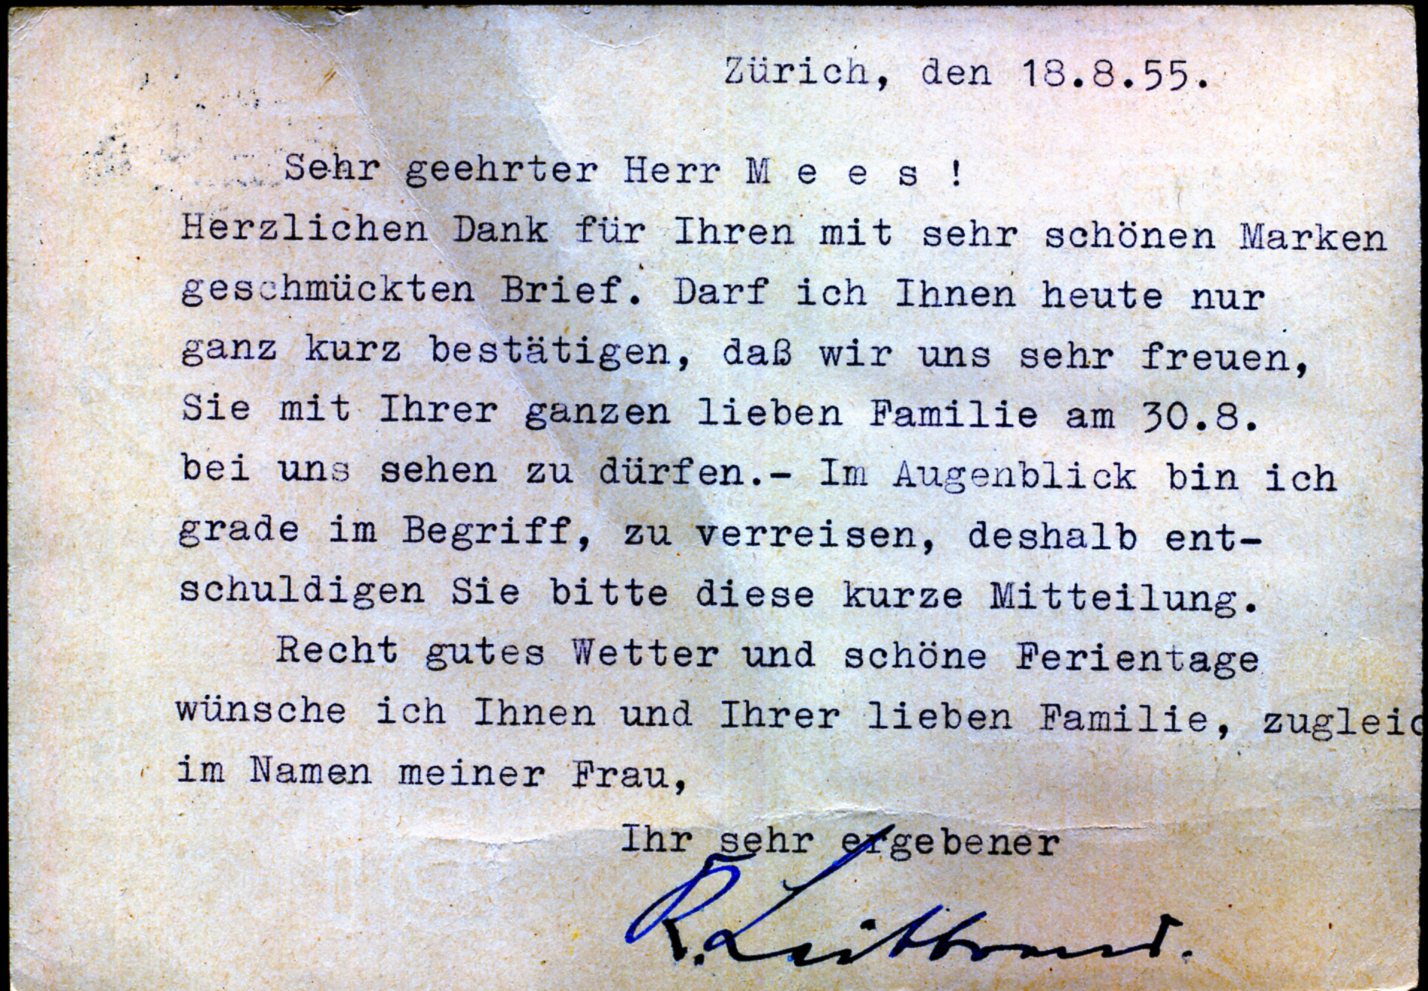 Zürich, den 18.8.55.
Sehr geehrter Herr M e e s !
Herzlichen Dank für Ihren mit sehr schönen Marken
geschmückten Brief. Darf ich Ihnen heute nur
ganz kurz bestätigen, daß wir uns sehr freuen,
Sie mit Ihrer ganzen lieben Familie am 30.8.
bei uns sehen zu dürfen.- Im Augenblick bin ich
grade im Begriff, zu verreisen, deshalb ent-
schuldigen Sie bitte diese kurze Mitteilung.
Recht gutes Wetter und schöne Ferientage
wünsche ich Ihnen und Ihrer lieben Familie, zugleic
im Namen meiner Frau,
Ihr sehr ergebener
K. Leibbrand.